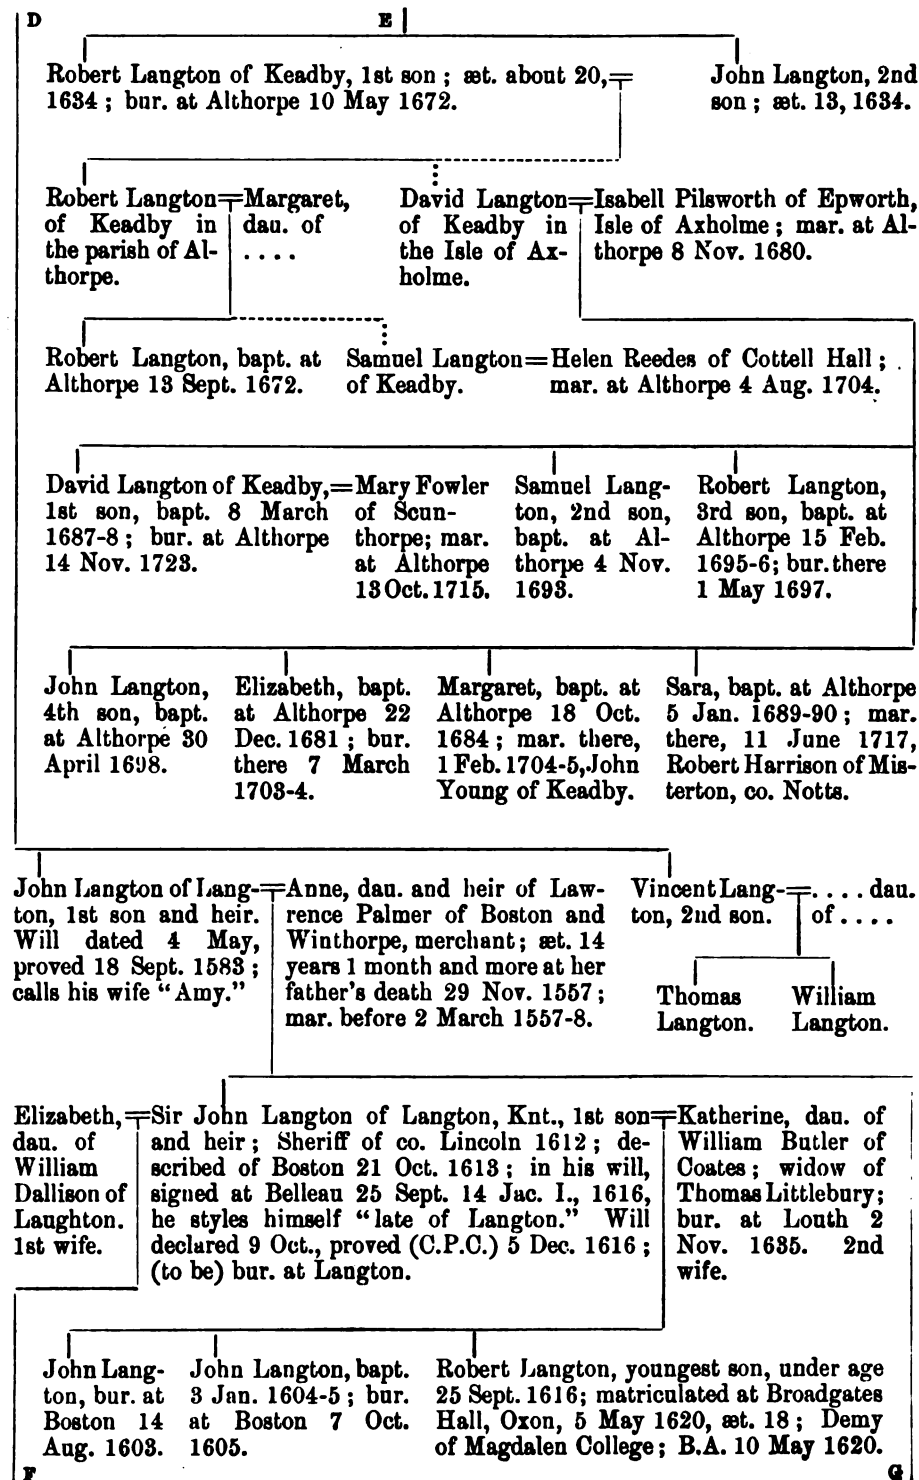 D E
Robert Langton of Keadby, 1st son ; æt. about 20,
1634 ; bur. at Althorpe 10 May 1672.
John Langton, 2nd
son ; æt. 13, 1634.
Robert Langton
of Keadby in
the parish of Al-
thorpe.
Margaret,
dau. of
. . . .
David Langton
of Keadby in
the Isle of Ax-
holme.
Isabell Pilsworth of Epworth,
Isle of Axholme ; mar. at Al-
thorpe 8 Nov. 1680.
Robert Langton, bapt. at
Althorpe 13 Sept. 1672.
Samuel Langton
of Keadby.
=
Helen Reedes of Cottell Hall ;
mar. at Althorpe 4 Aug. 1704.
David Langton of Keadby,
1st son, bapt. 8 March
1687-8 ; bur. at Althorpe
14 Nov. 1723.
=
Mary Fowler
of Scun-
thorpe; mar.
at Althorpe
13 Oct. 1715.
Samuel Lang-
ton, 2nd son,
bapt. at Al-
thorpe 4 Nov.
1693.
Robert Langton,
3rd son, bapt. at
Althorpe 15 Feb.
1695-6; bur. there
1 May 1697.
John Langton,
4th son, bapt.
at Althorpe 30
April 1698.
Elizabeth, bapt.
at Althorpe 22
Dec. 1681 ; bur.
there 7 March
1703-4.
Margaret, bapt. at
Althorpe 18 Oct.
1684 ; mar. there,
1 Feb. 1704-5, John
Young of Keadby.
Sara, bapt. at Althorpe
5 Jan. 1689-90 ; mar.
there, 11 June 1717,
Robert Harrison of Mis-
terton, co. Notts.
John Langton of Lang-
ton, 1st son and heir.
Will dated 4 May,
proved 18 Sept. 1583 ;
calls his wife "Amy."
Anne, dau. and heir of Law-
rence Palmer of Boston and
Winthorpe, merchant; æt. 14
years 1 month and more at her
father's death 29 Nov. 1557 ;
mar. before 2 March 1557-8.
Vincent Lang-
ton, 2nd son.
. . . . dau.
of . . . .
Thomas
Langton.
William
Langton.
Elizabeth,
dau. of
William
Dallison of
Laughton.
1st wife.
Sir John Langton of Langton, Knt., 1st son
and heir ; Sheriff of co. Lincoln 1612 ; de-
scribed of Boston 21 Oct. 1613 ; in his will,
signed at Belleau 25 Sept. 14 Jac. I., 1616,
he styles himself "late of Langton." Will
declared 9 Oct., proved (C.P.C.) 5 Dec. 1616 ;
(to be) bur. at Langton.
Katherine, dau. of
William Butler of
Coates ; widow of
Thomas Littlebury;
bur. at Louth 2
Nov. 1635. 2nd
wife.
John Lang-
ton, bur. at
Boston 14
Aug. 1603.
John Langton, bapt.
3 Jan. 1604-5 ; bur.
at Boston 7 Oct.
1605.
Robert Langton, youngest son, under age
25 Sept. 1616; matriculated at Broadgates
Hall, Oxon, 5 May 1620, æt. 18 ; Demy
of Magdalen College ; B.A. 10 May 1620.
F G